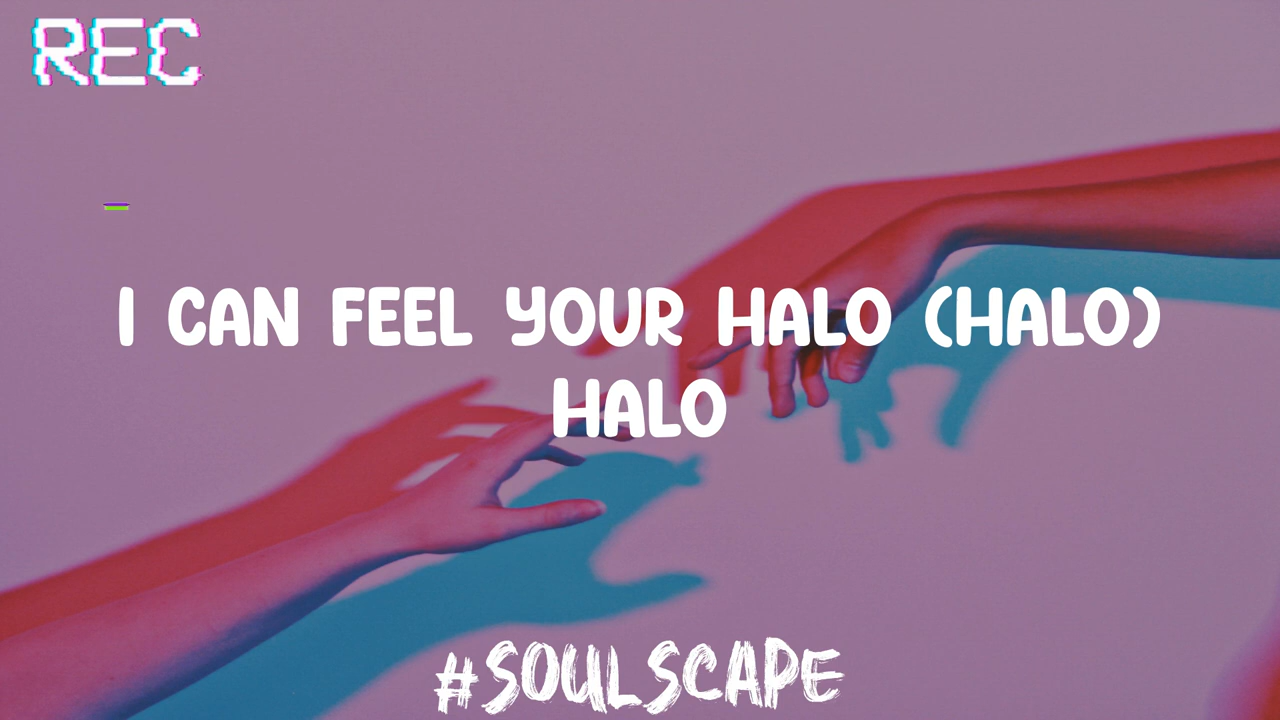 REC
I CAN FEEL YOUR HALO (HALO)
HALO
#SOULSCAPE